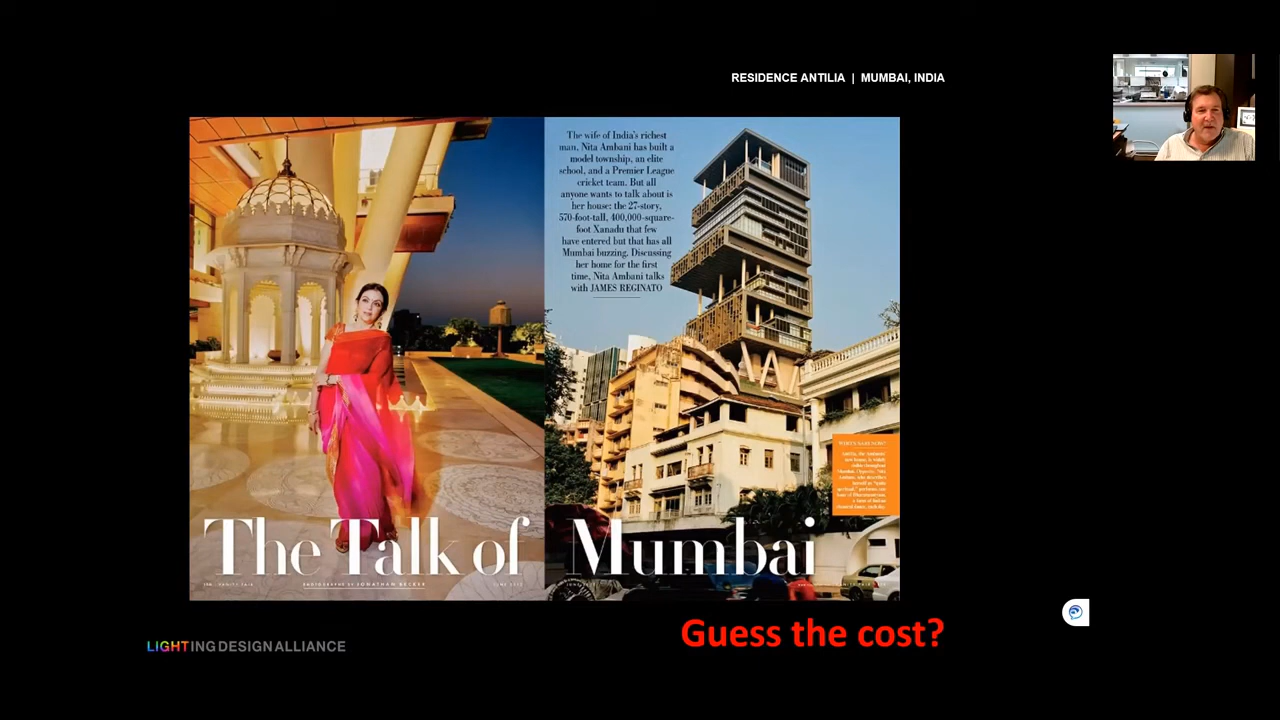 RESIDENCE ANTILIA | MUMBAI, INDIA
The wife of India's richest
man, Nita Ambani has built a
model township, an elite
school, and a Premier League
cricket team. But all
anyone wants to talk about is
her house: the 27-story,
570-foot-tall, 400,000-square-
foot Xanadu that few
have entered but that has all
Mumbai buzzing. Discussing
her home for the first
time, Nita Ambani talks
with JAMES REGINATO
The Talk of Mumbai
PHOTOGRAPHS BY JONATHAN BECKER
Guess the cost?
LIGHTING DESIGN ALLIANCE